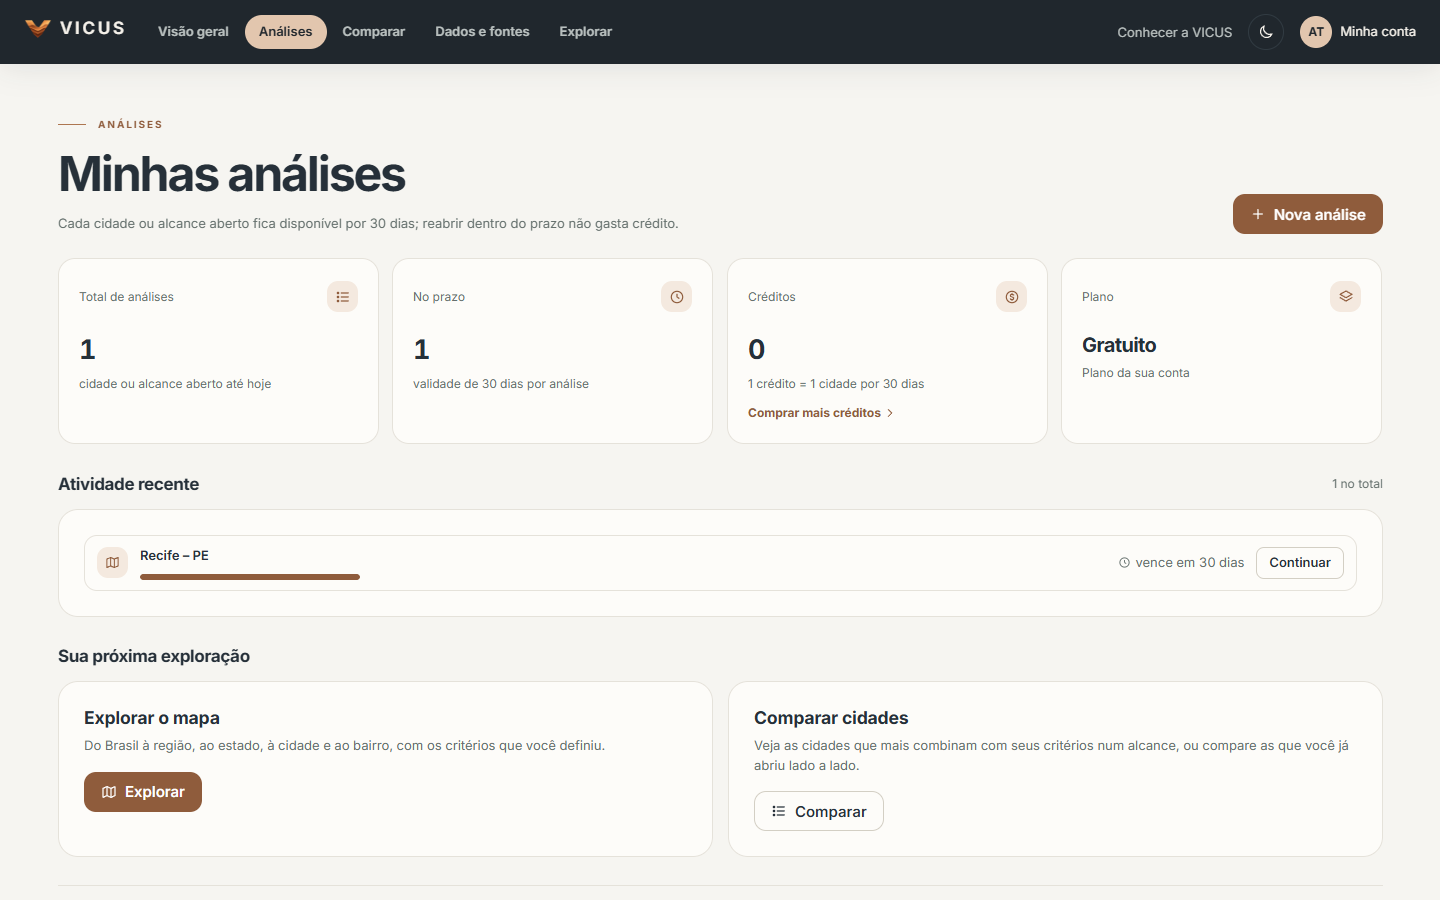 VICUS
Visão geral
Análises
Comparar
Dados e fontes
Explorar
Conhecer a VICUS
AT
Minha conta
ANÁLISES
Minhas análises
Cada cidade ou alcance aberto fica disponível por 30 dias; reabrir dentro do prazo não gasta crédito.
+ Nova análise
Total de análises
1
cidade ou alcance aberto até hoje
No prazo
1
validade de 30 dias por análise
Créditos
0
1 crédito = 1 cidade por 30 dias
Comprar mais créditos
Plano
Gratuito
Plano da sua conta
Atividade recente
1 no total
Recife – PE
vence em 30 dias
Continuar
Sua próxima exploração
Explorar o mapa
Do Brasil à região, ao estado, à cidade e ao bairro, com os critérios que você definiu.
Explorar
Comparar cidades
Veja as cidades que mais combinam com seus critérios num alcance, ou compare as que você já
abriu lado a lado.
Comparar